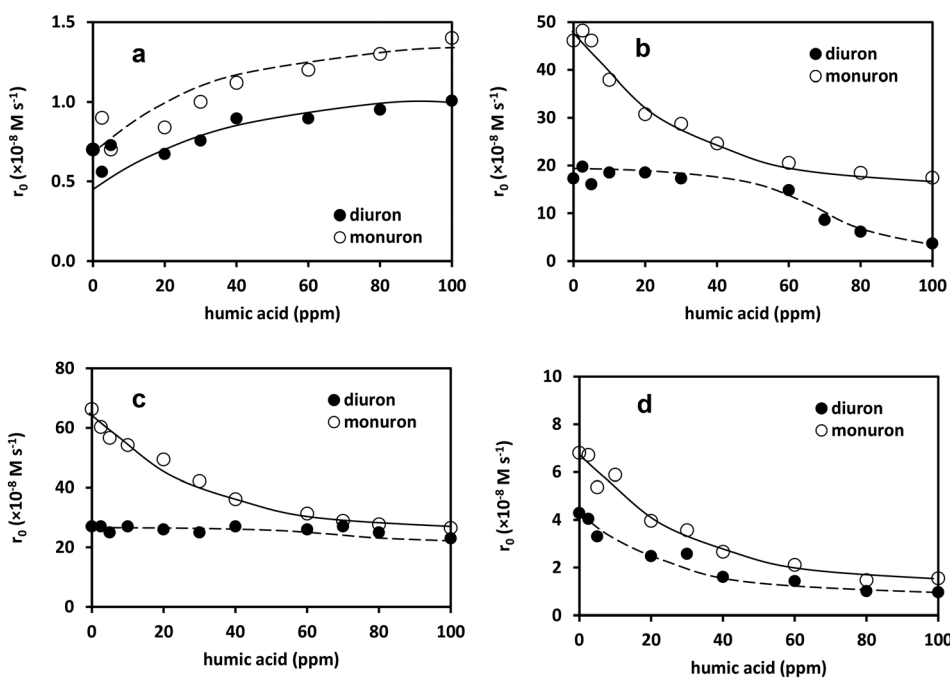 a
1.5
1.0
0.5
0.0
r₀ (×10⁻⁸ M s⁻¹)
diuron
monuron
0 20 40 60 80 100
humic acid (ppm)
b
50
40
30
20
10
0
r₀ (×10⁻⁸ M s⁻¹)
diuron
monuron
0 20 40 60 80 100
humic acid (ppm)
c
80
60
40
20
0
r₀ (×10⁻⁸ M s⁻¹)
diuron
monuron
0 20 40 60 80 100
humic acid (ppm)
d
10
8
6
4
2
0
r₀ (×10⁻⁸ M s⁻¹)
diuron
monuron
0 20 40 60 80 100
humic acid (ppm)